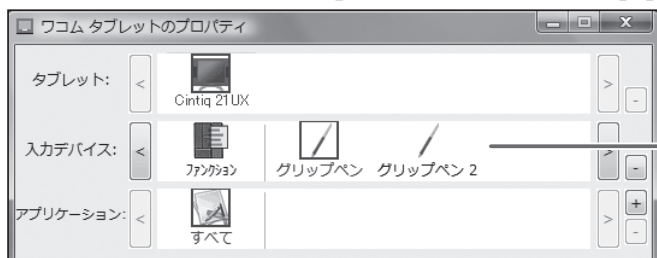 ワコム タブレットのプロパティ
タブレット:
Cintiq 21UX
入力デバイス:
ファンクション
グリップペン
グリップペン 2
アプリケーション:
すべて